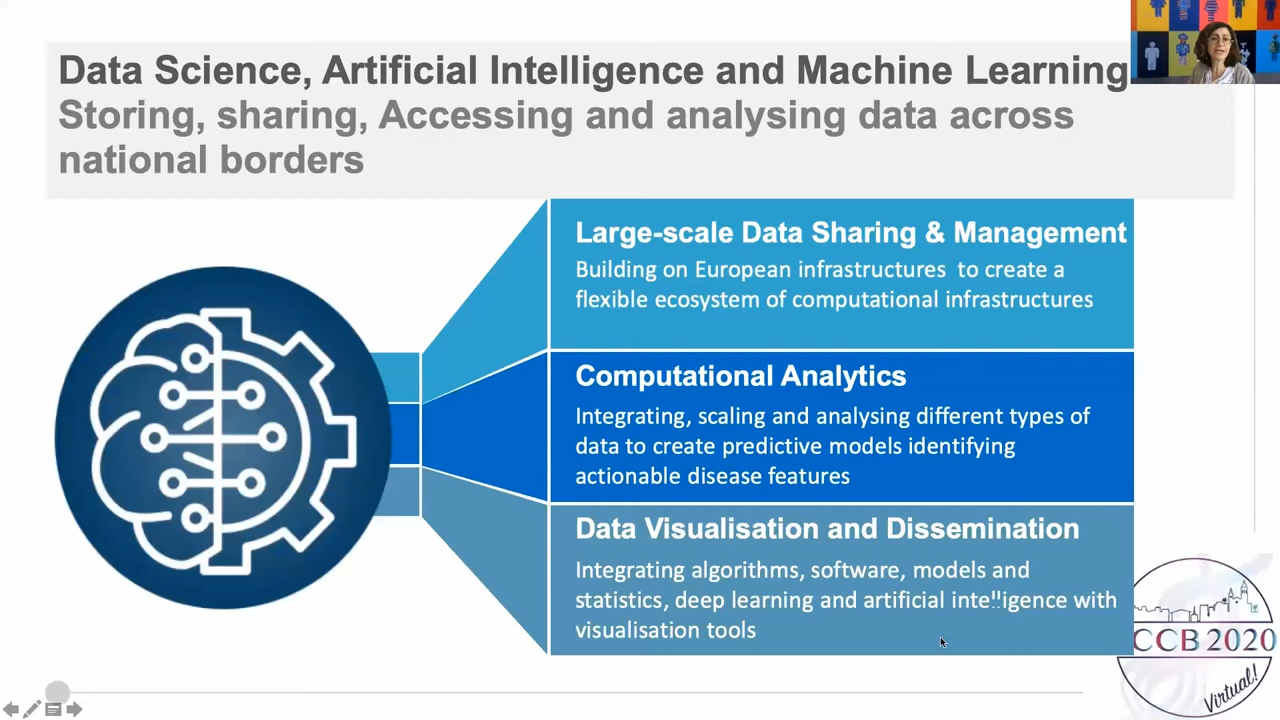 Data Science, Artificial Intelligence and Machine Learning
Storing, sharing, Accessing and analysing data across
national borders
Large-scale Data Sharing & Management
Building on European infrastructures to create a
flexible ecosystem of computational infrastructures
Computational Analytics
Integrating, scaling and analysing different types of
data to create predictive models identifying
actionable disease features
Data Visualisation and Dissemination
Integrating algorithms, software, models and
statistics, deep learning and artificial intelligence with
visualisation tools
CCB 2020
Virtual!